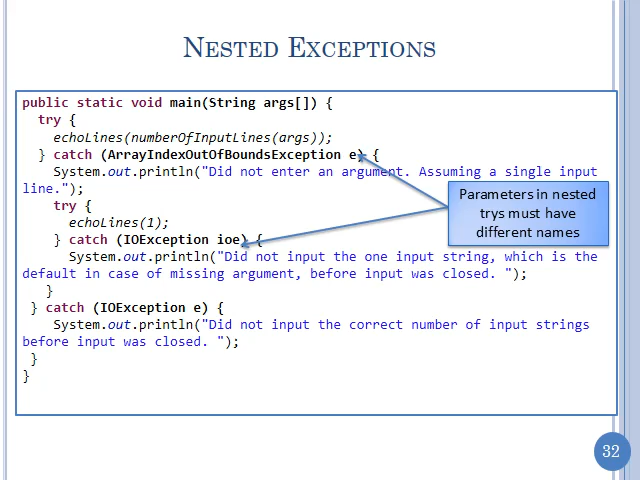 NESTED EXCEPTIONS
public static void main(String args[]) {
try {
echoLines(numberOfInputLines(args));
} catch (ArrayIndexOutOfBoundsException e) {
System.out.println("Did not enter an argument. Assuming a single input
line.");
try {
echoLines(1);
} catch (IOException ioe) {
System.out.println("Did not input the one input string, which is the
default in case of missing argument, before input was closed. ");
}
} catch (IOException e) {
System.out.println("Did not input the correct number of input strings
before input was closed. ");
}
}
Parameters in nested
trys must have
different names
32